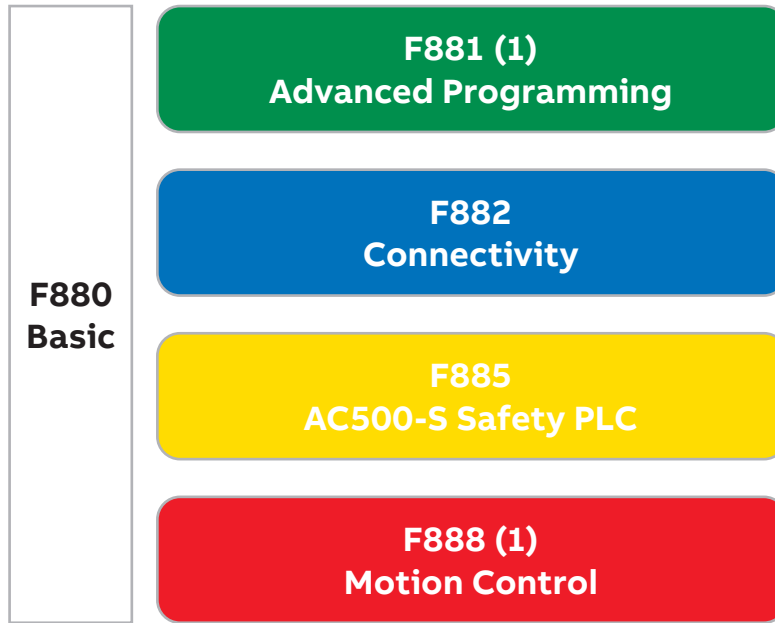 F880
Basic
F881 (1)
Advanced Programming
F882
Connectivity
F885
AC500-S Safety PLC
F888 (1)
Motion Control